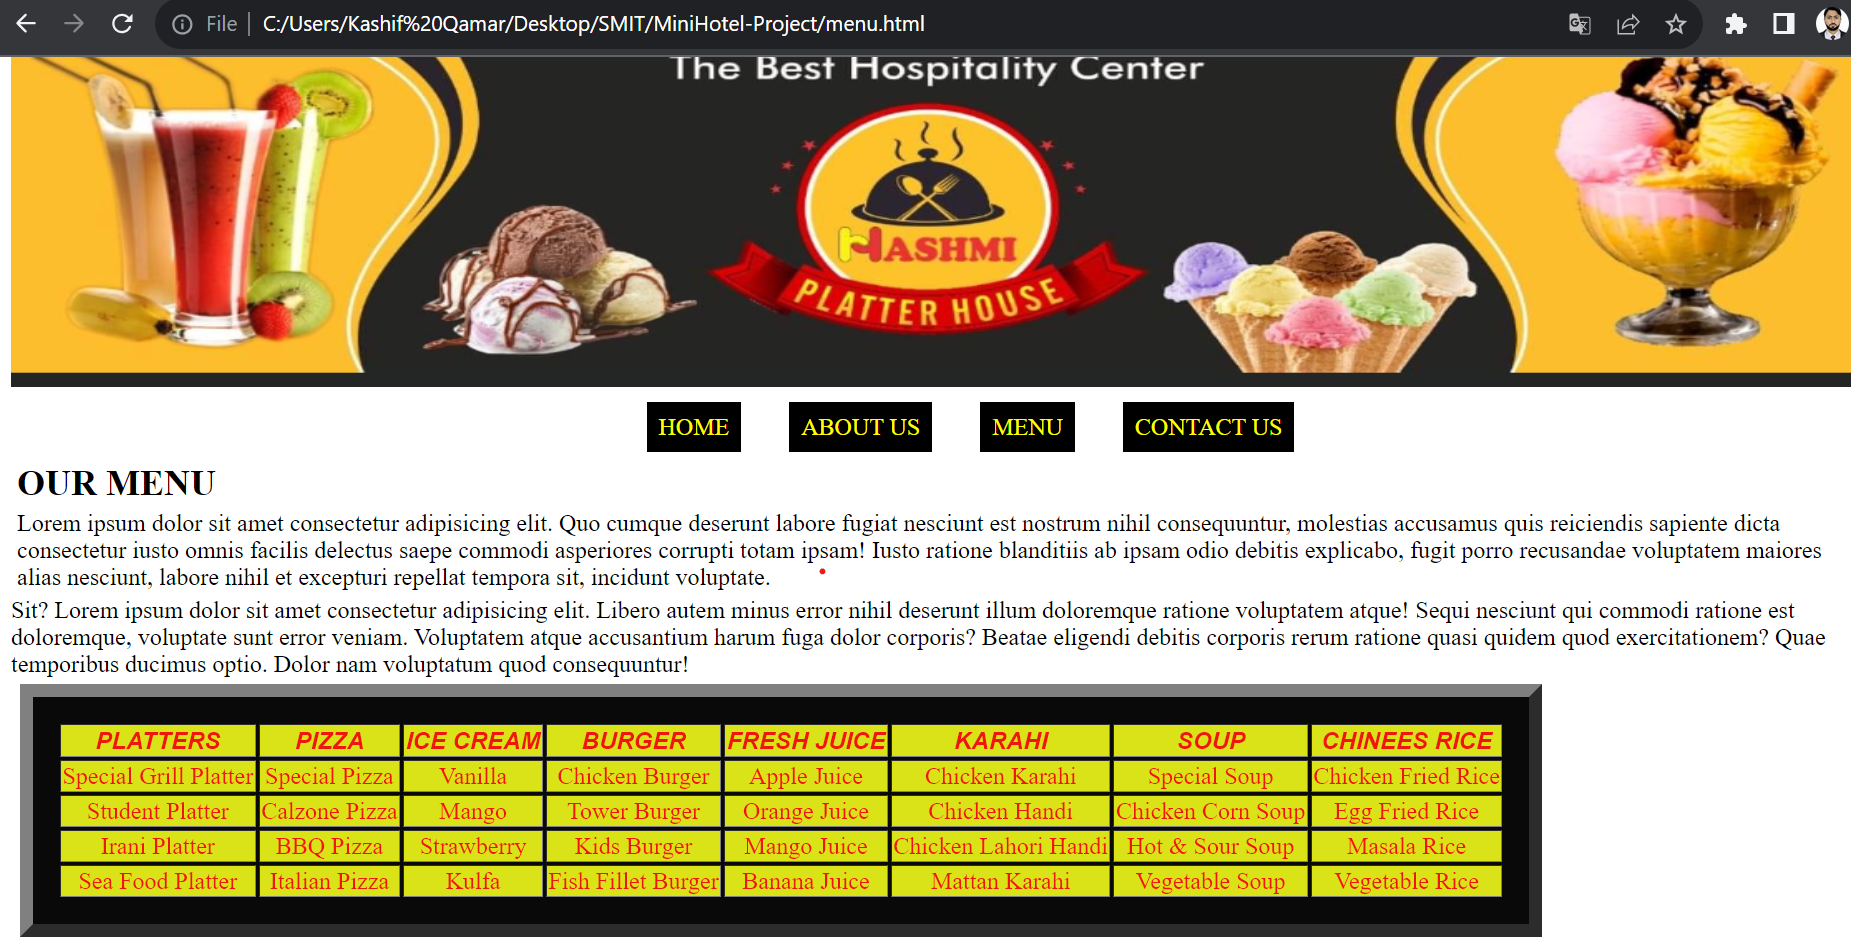 File C:/Users/Kashif%20Qamar/Desktop/SMIT/MiniHotel-Project/menu.html
The Best Hospitality Center
HASHMI
PLATTER HOUSE
HOME ABOUT US MENU CONTACT US
OUR MENU
Lorem ipsum dolor sit amet consectetur adipisicing elit. Quo cumque deserunt labore fugiat nesciunt est nostrum nihil consequuntur, molestias accusamus quis reiciendis sapiente dicta
consectetur iusto omnis facilis delectus saepe commodi asperiores corrupti totam ipsam! Iusto ratione blanditiis ab ipsam odio debitis explicabo, fugit porro recusandae voluptatem maiores
alias nesciunt, labore nihil et excepturi repellat tempora sit, incidunt voluptate.
Sit? Lorem ipsum dolor sit amet consectetur adipisicing elit. Libero autem minus error nihil deserunt illum doloremque ratione voluptatem atque! Sequi nesciunt qui commodi ratione est
doloremque, voluptate sunt error veniam. Voluptatem atque accusantium harum fuga dolor corporis? Beatae eligendi debitis corporis rerum ratione quasi quidem quod exercitationem? Quae
temporibus ducimus optio. Dolor nam voluptatum quod consequuntur!
PLATTERS PIZZA ICE CREAM BURGER FRESH JUICE KARAHI SOUP CHINEES RICE
Special Grill Platter Special Pizza Vanilla Chicken Burger Apple Juice Chicken Karahi Special Soup Chicken Fried Rice
Student Platter Calzone Pizza Mango Tower Burger Orange Juice Chicken Handi Chicken Corn Soup Egg Fried Rice
Irani Platter BBQ Pizza Strawberry Kids Burger Mango Juice Chicken Lahori Handi Hot & Sour Soup Masala Rice
Sea Food Platter Italian Pizza Kulfa Fish Fillet Burger Banana Juice Mattan Karahi Vegetable Soup Vegetable Rice